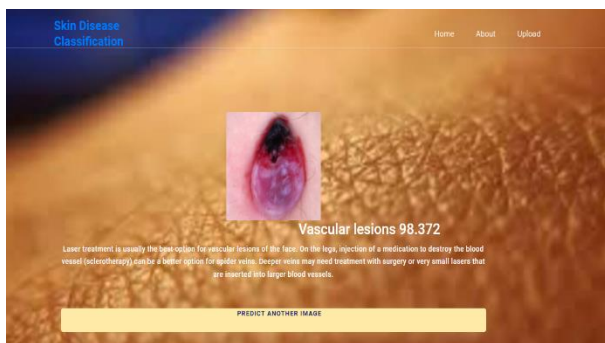 Skin Disease
Classification
Home About Upload
Vascular lesions 98.372
Laser treatment is usually the best option for vascular lesions of the face. On the legs, injection of a medication to destroy the blood
vessel (sclerotherapy) can be a better option for spider veins. Deeper veins may need treatment with surgery or very small lasers that
are inserted into larger blood vessels.
PREDICT ANOTHER IMAGE